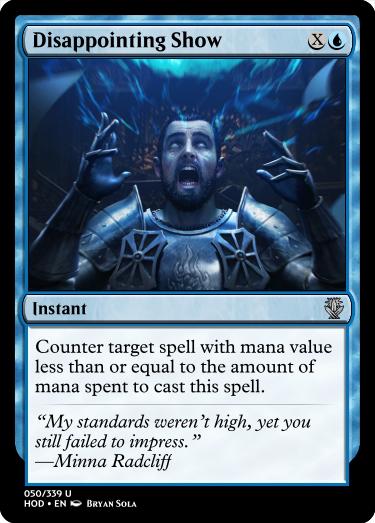 Disappointing Show X
Instant
Counter target spell with mana value
less than or equal to the amount of
mana spent to cast this spell.
“My standards weren’t high, yet you
still failed to impress.”
—Minna Radcliff
050/339 U
HOD • EN Bryan Sola